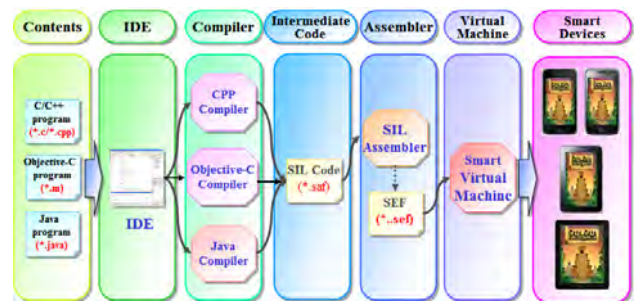 Contents
IDE
Compiler
Intermediate
Code
Assembler
Virtual
Machine
Smart
Devices
C/C++
program
(*.c/*.cpp)
Objective-C
program
(*.m)
Java
program
(*.java)
IDE
CPP
Compiler
Objective-C
Compiler
Java
Compiler
SIL Code
(*.saf)
SIL
Assembler
SEF
(*..sef)
Smart
Virtual
Machine